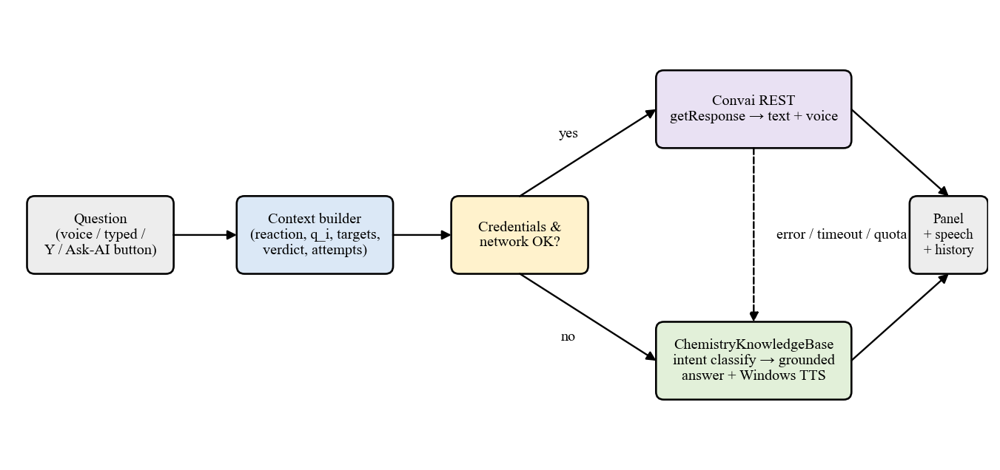 Question
(voice / typed /
Y / Ask-AI button)
Context builder
(reaction, q_i, targets,
verdict, attempts)
Credentials &
network OK?
yes
no
Convai REST
getResponse → text + voice
error / timeout / quota
ChemistryKnowledgeBase
intent classify → grounded
answer + Windows TTS
Panel
+ speech
+ history